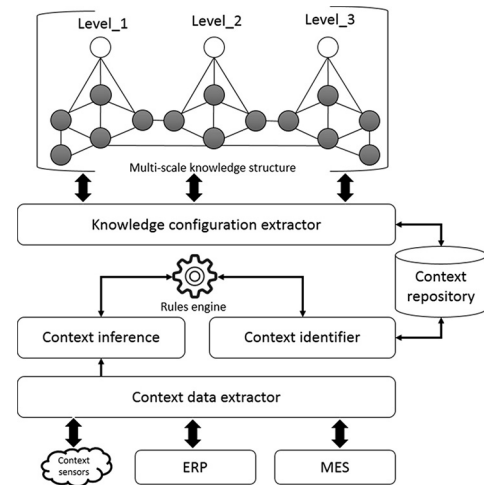 Level_1
Level_2
Level_3
Multi-scale knowledge structure
Knowledge configuration extractor
Context
repository
Rules engine
Context inference
Context identifier
Context data extractor
Context
sensors
ERP
MES